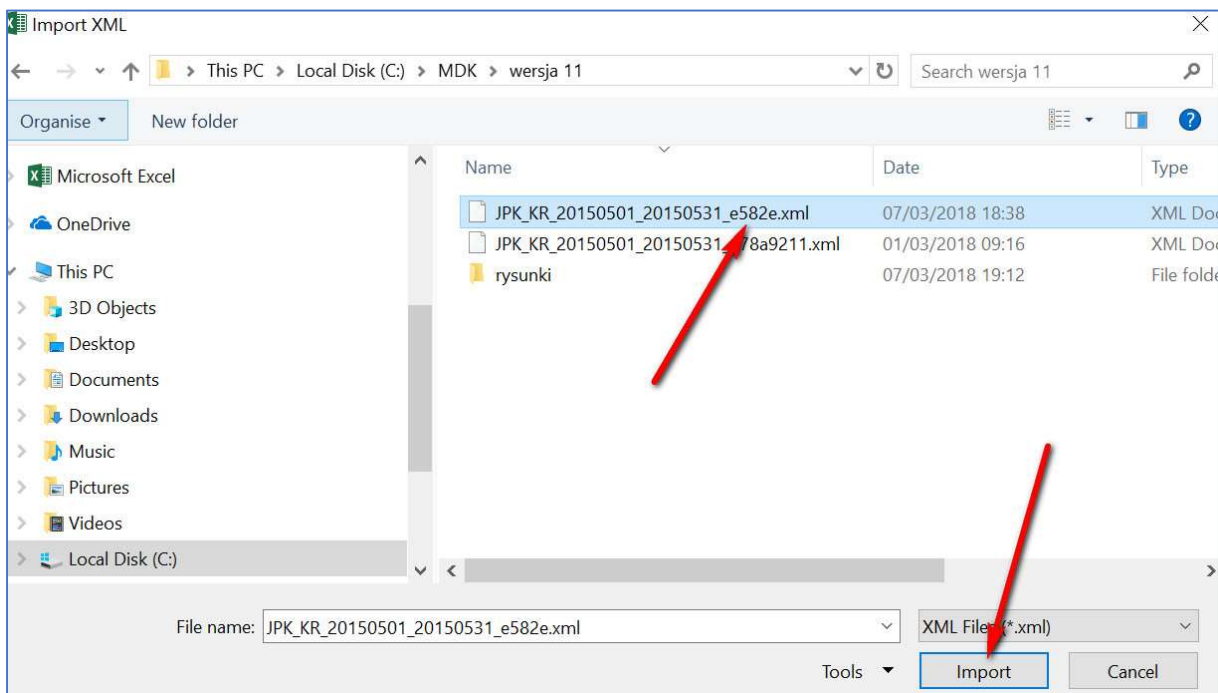 Import XML
This PC > Local Disk (C:) > MDK > wersja 11
Search wersja 11
Organise
New folder
Microsoft Excel
OneDrive
This PC
3D Objects
Desktop
Documents
Downloads
Music
Pictures
Videos
Local Disk (C:)
Name Date Type
JPK_KR_20150501_20150531_e582e.xml 07/03/2018 18:38 XML Doc
JPK_KR_20150501_20150531_ 78a9211.xml 01/03/2018 09:16 XML Doc
rysunki 07/03/2018 19:12 File folde
File name: JPK_KR_20150501_20150531_e582e.xml
XML Files (*.xml)
Tools Import Cancel